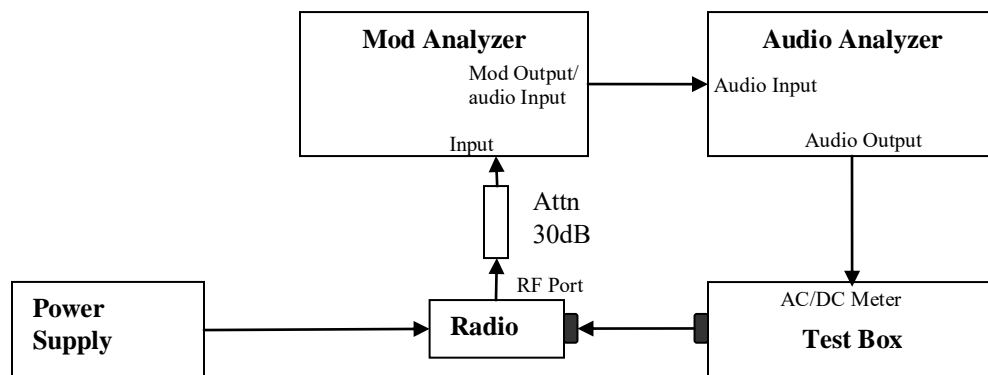 Mod Analyzer
Mod Output/
audio Input
Input
Audio Analyzer
Audio Input
Audio Output
Attn
30dB
RF Port
Power
Supply
Radio
AC/DC Meter
Test Box